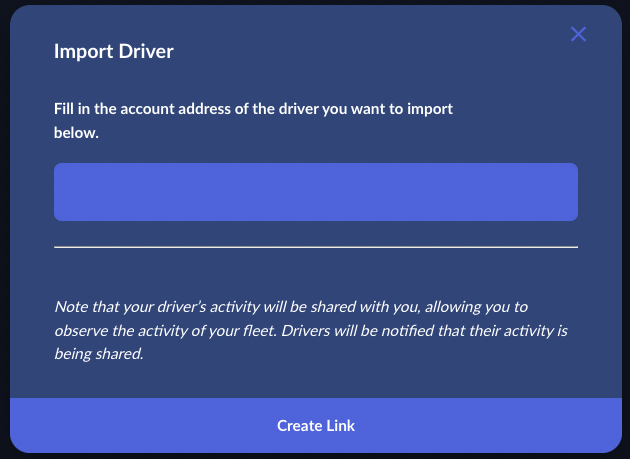 Import Driver
Fill in the account address of the driver you want to import
below.
Note that your driver’s activity will be shared with you, allowing you to
observe the activity of your fleet. Drivers will be notified that their activity is
being shared.
Create Link